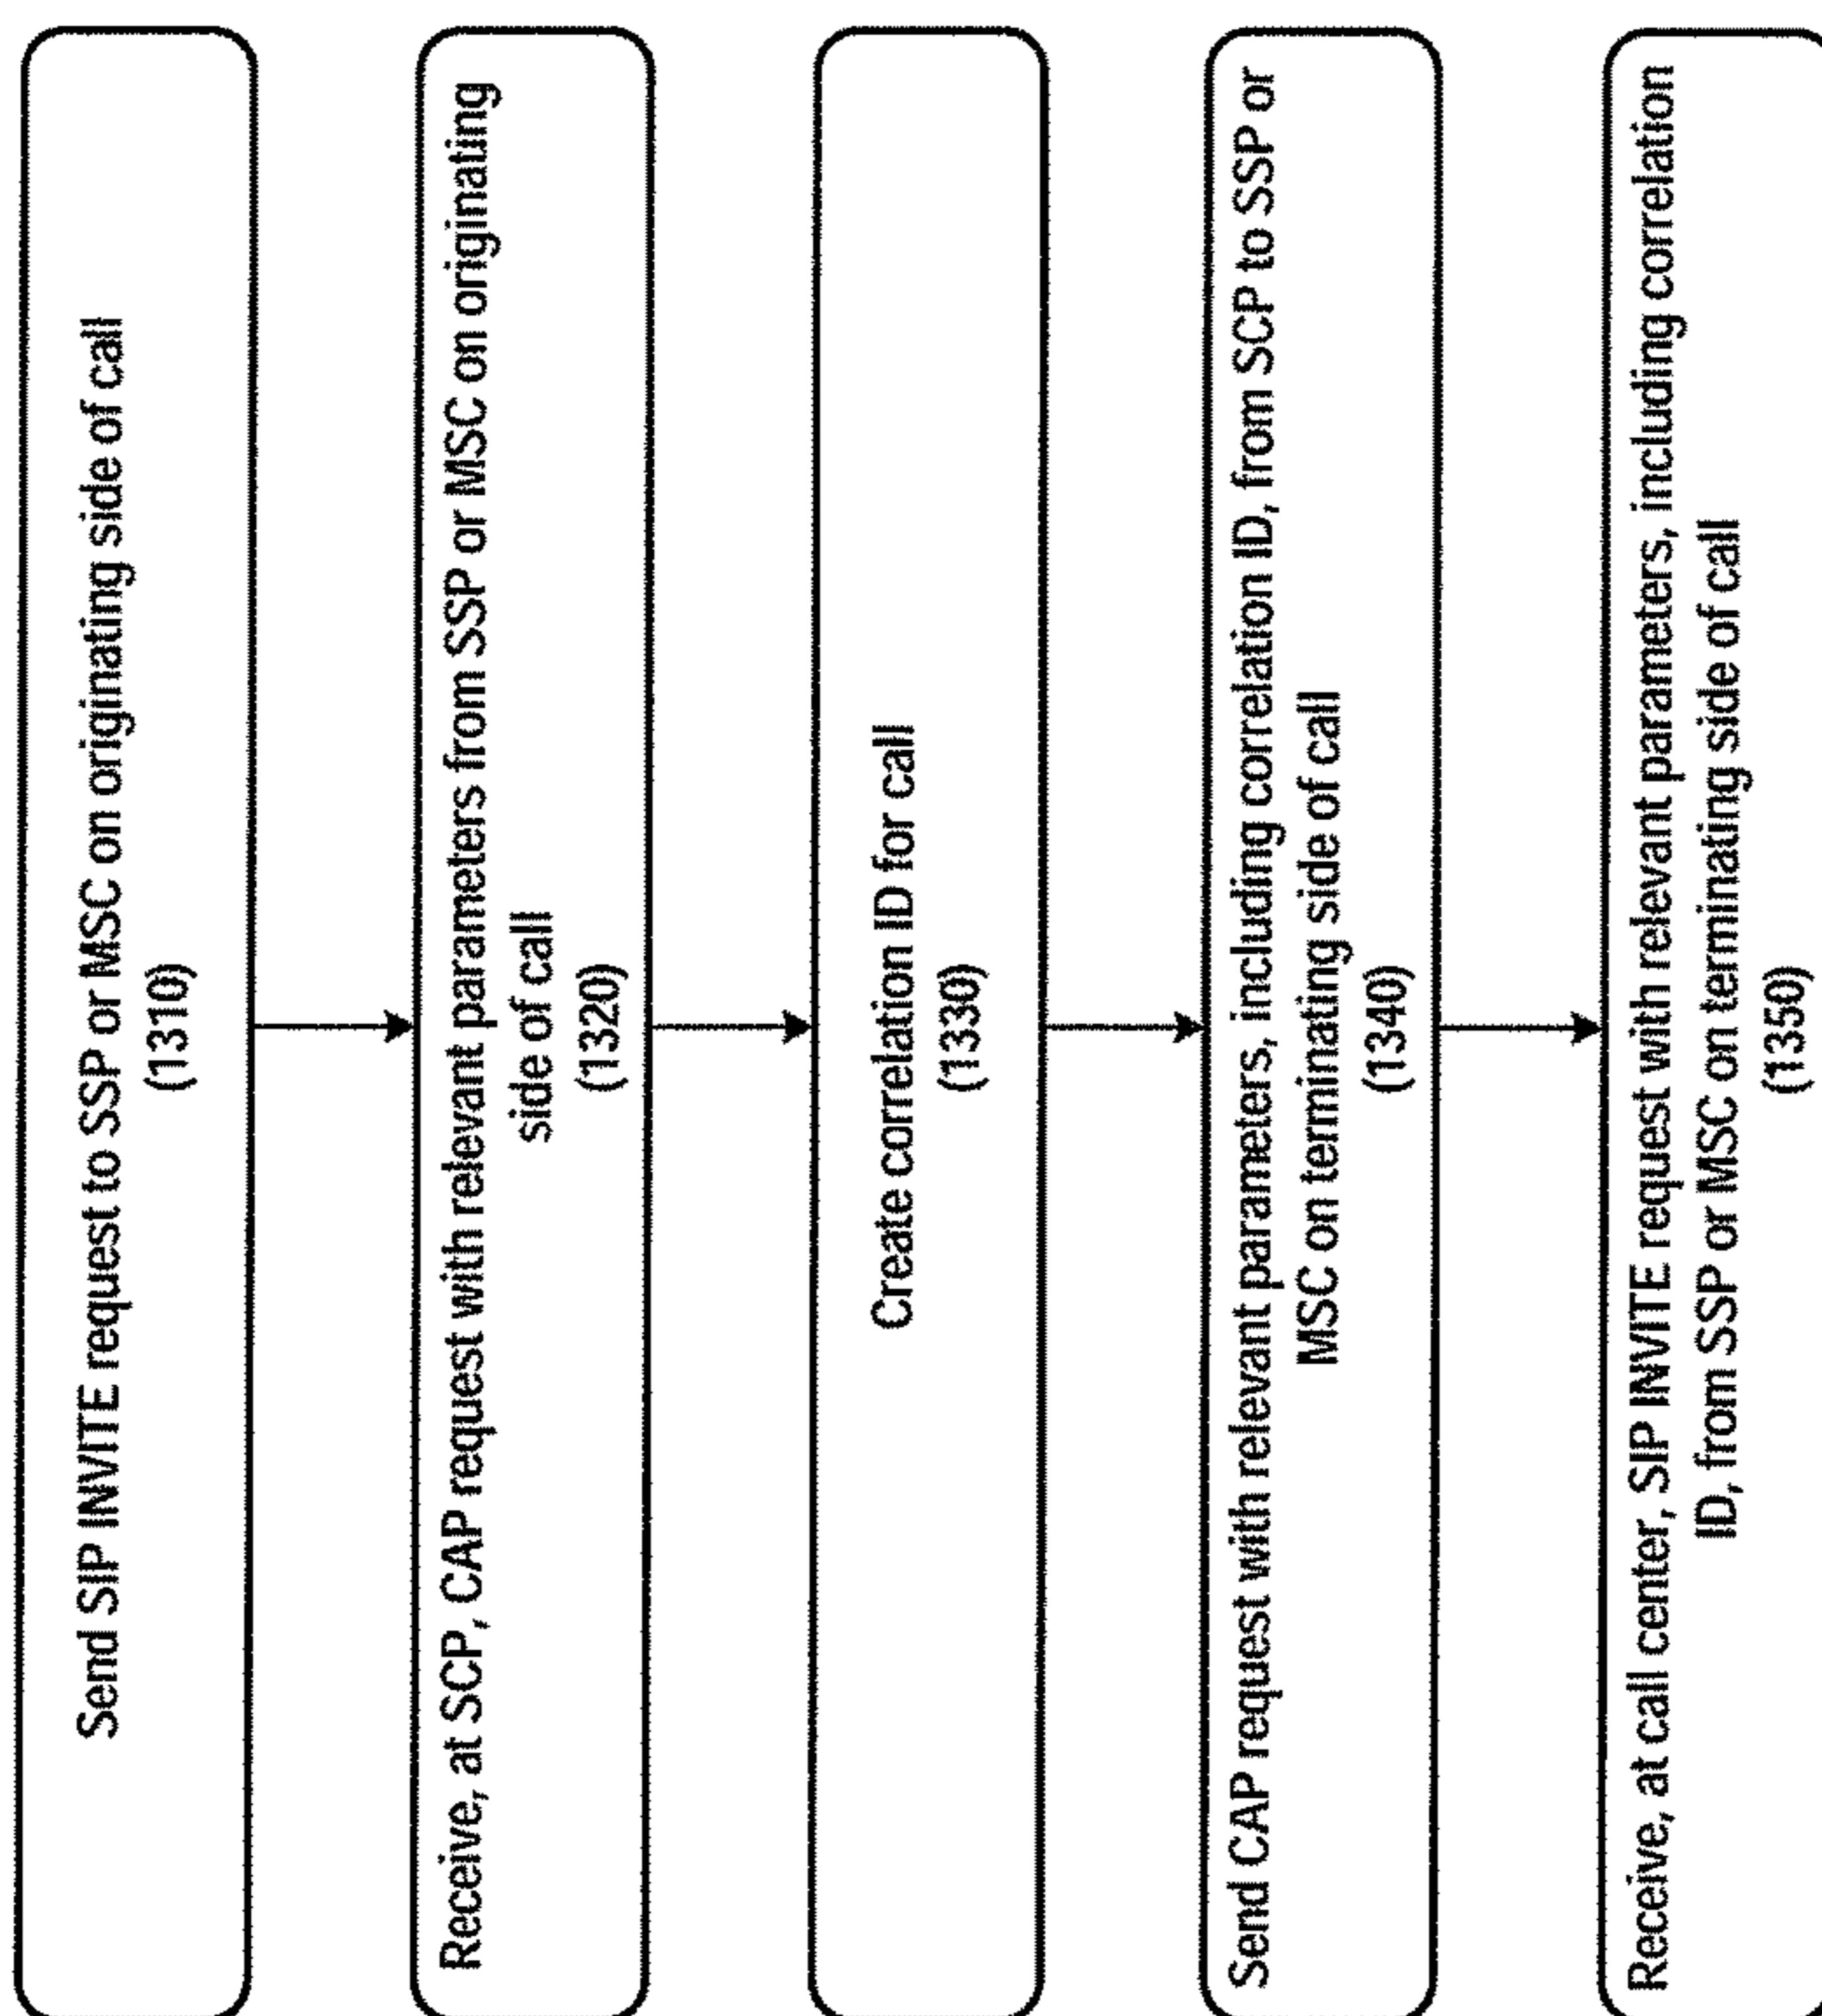 Send SIP INVITE request to SSP or MSC on originating side of call
(1310)
Receive, at SCP, CAP request with relevant parameters from SSP or MSC on originating
side of call
(1320)
Create correlation ID for call
(1330)
Send CAP request with relevant parameters, including correlation ID, from SCP to SSP or
MSC on terminating side of call
(1340)
Receive, at call center, SIP INVITE request with relevant parameters, including correlation
ID, from SSP or MSC on terminating side of call
(1350)